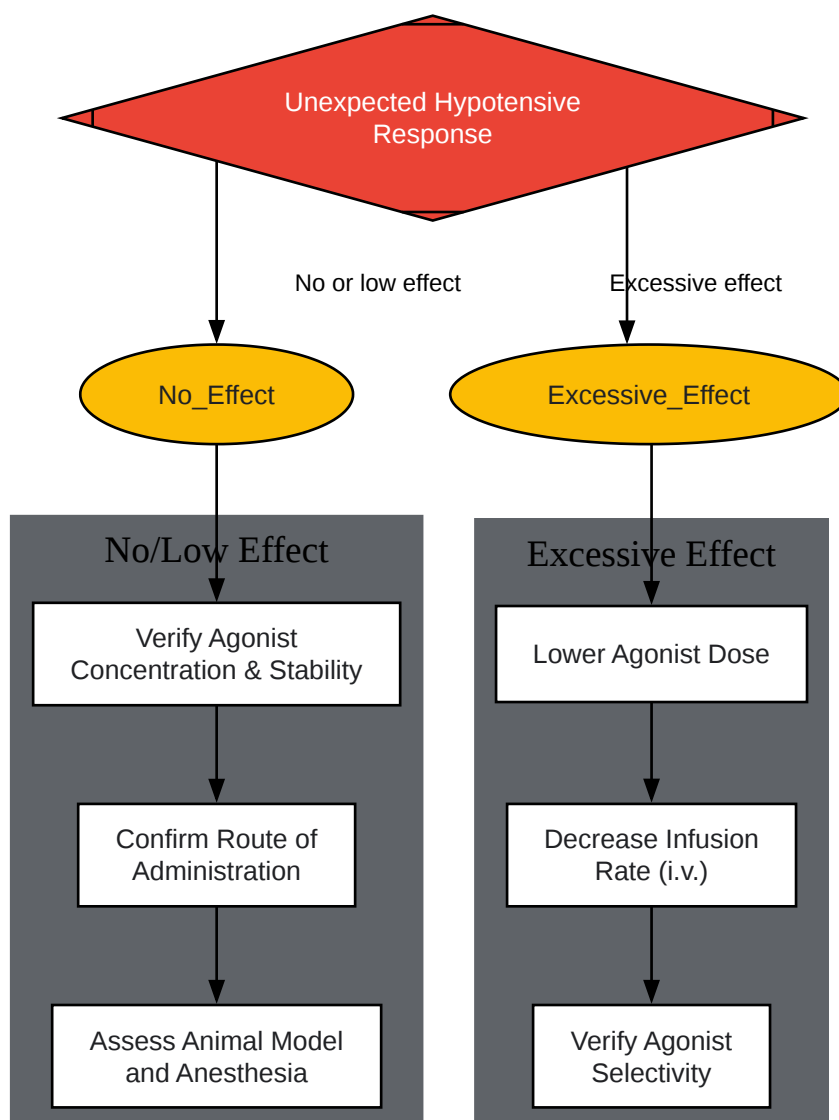 Unexpected Hypotensive
Response
No or low effect
Excessive effect
No_Effect
Excessive_Effect
No/Low Effect
Verify Agonist
Concentration & Stability
Confirm Route of
Administration
Assess Animal Model
and Anesthesia
Excessive Effect
Lower Agonist Dose
Decrease Infusion
Rate (i.v.)
Verify Agonist
Selectivity